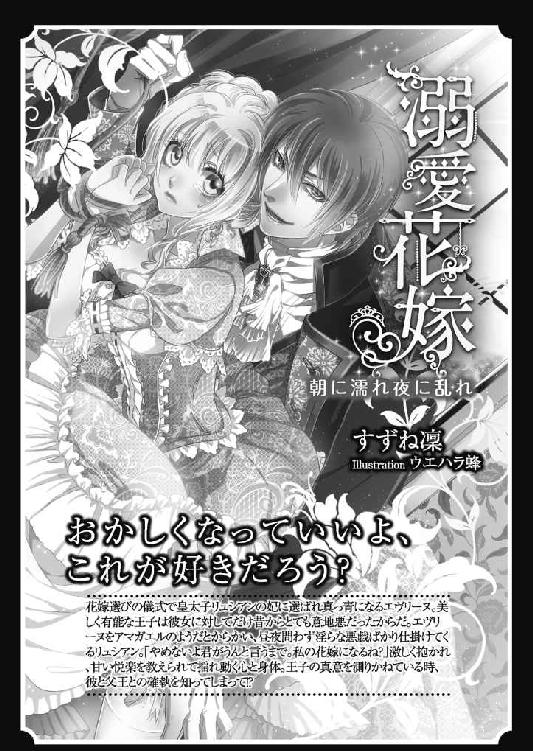 溺愛花嫁
朝に濡れ夜に乱れ
すずね凜
Illustration ウエハラ蜂
おかしくなっていいよ、
これが好きだろう?
花嫁選びの儀式で皇太子リューシアンの妃に選ばれ真っ青になるエヴリーヌ。美
しく有能な王子は彼女に対してだけ昔からとても意地悪だったからだ。エヴリ
ーヌをアマガエルのようだとからかい、昼夜問わず淫らな悪戯ばかり仕掛けてく
るリューシアン。「やめないよ君がうんと言うまで。私の花嫁になるね?」激しく抱かれ
、甘い悦楽を教えられて揺れ動く心と身体。王子の真意を測りかねている時、
彼と父王との確執を知ってしまって!?